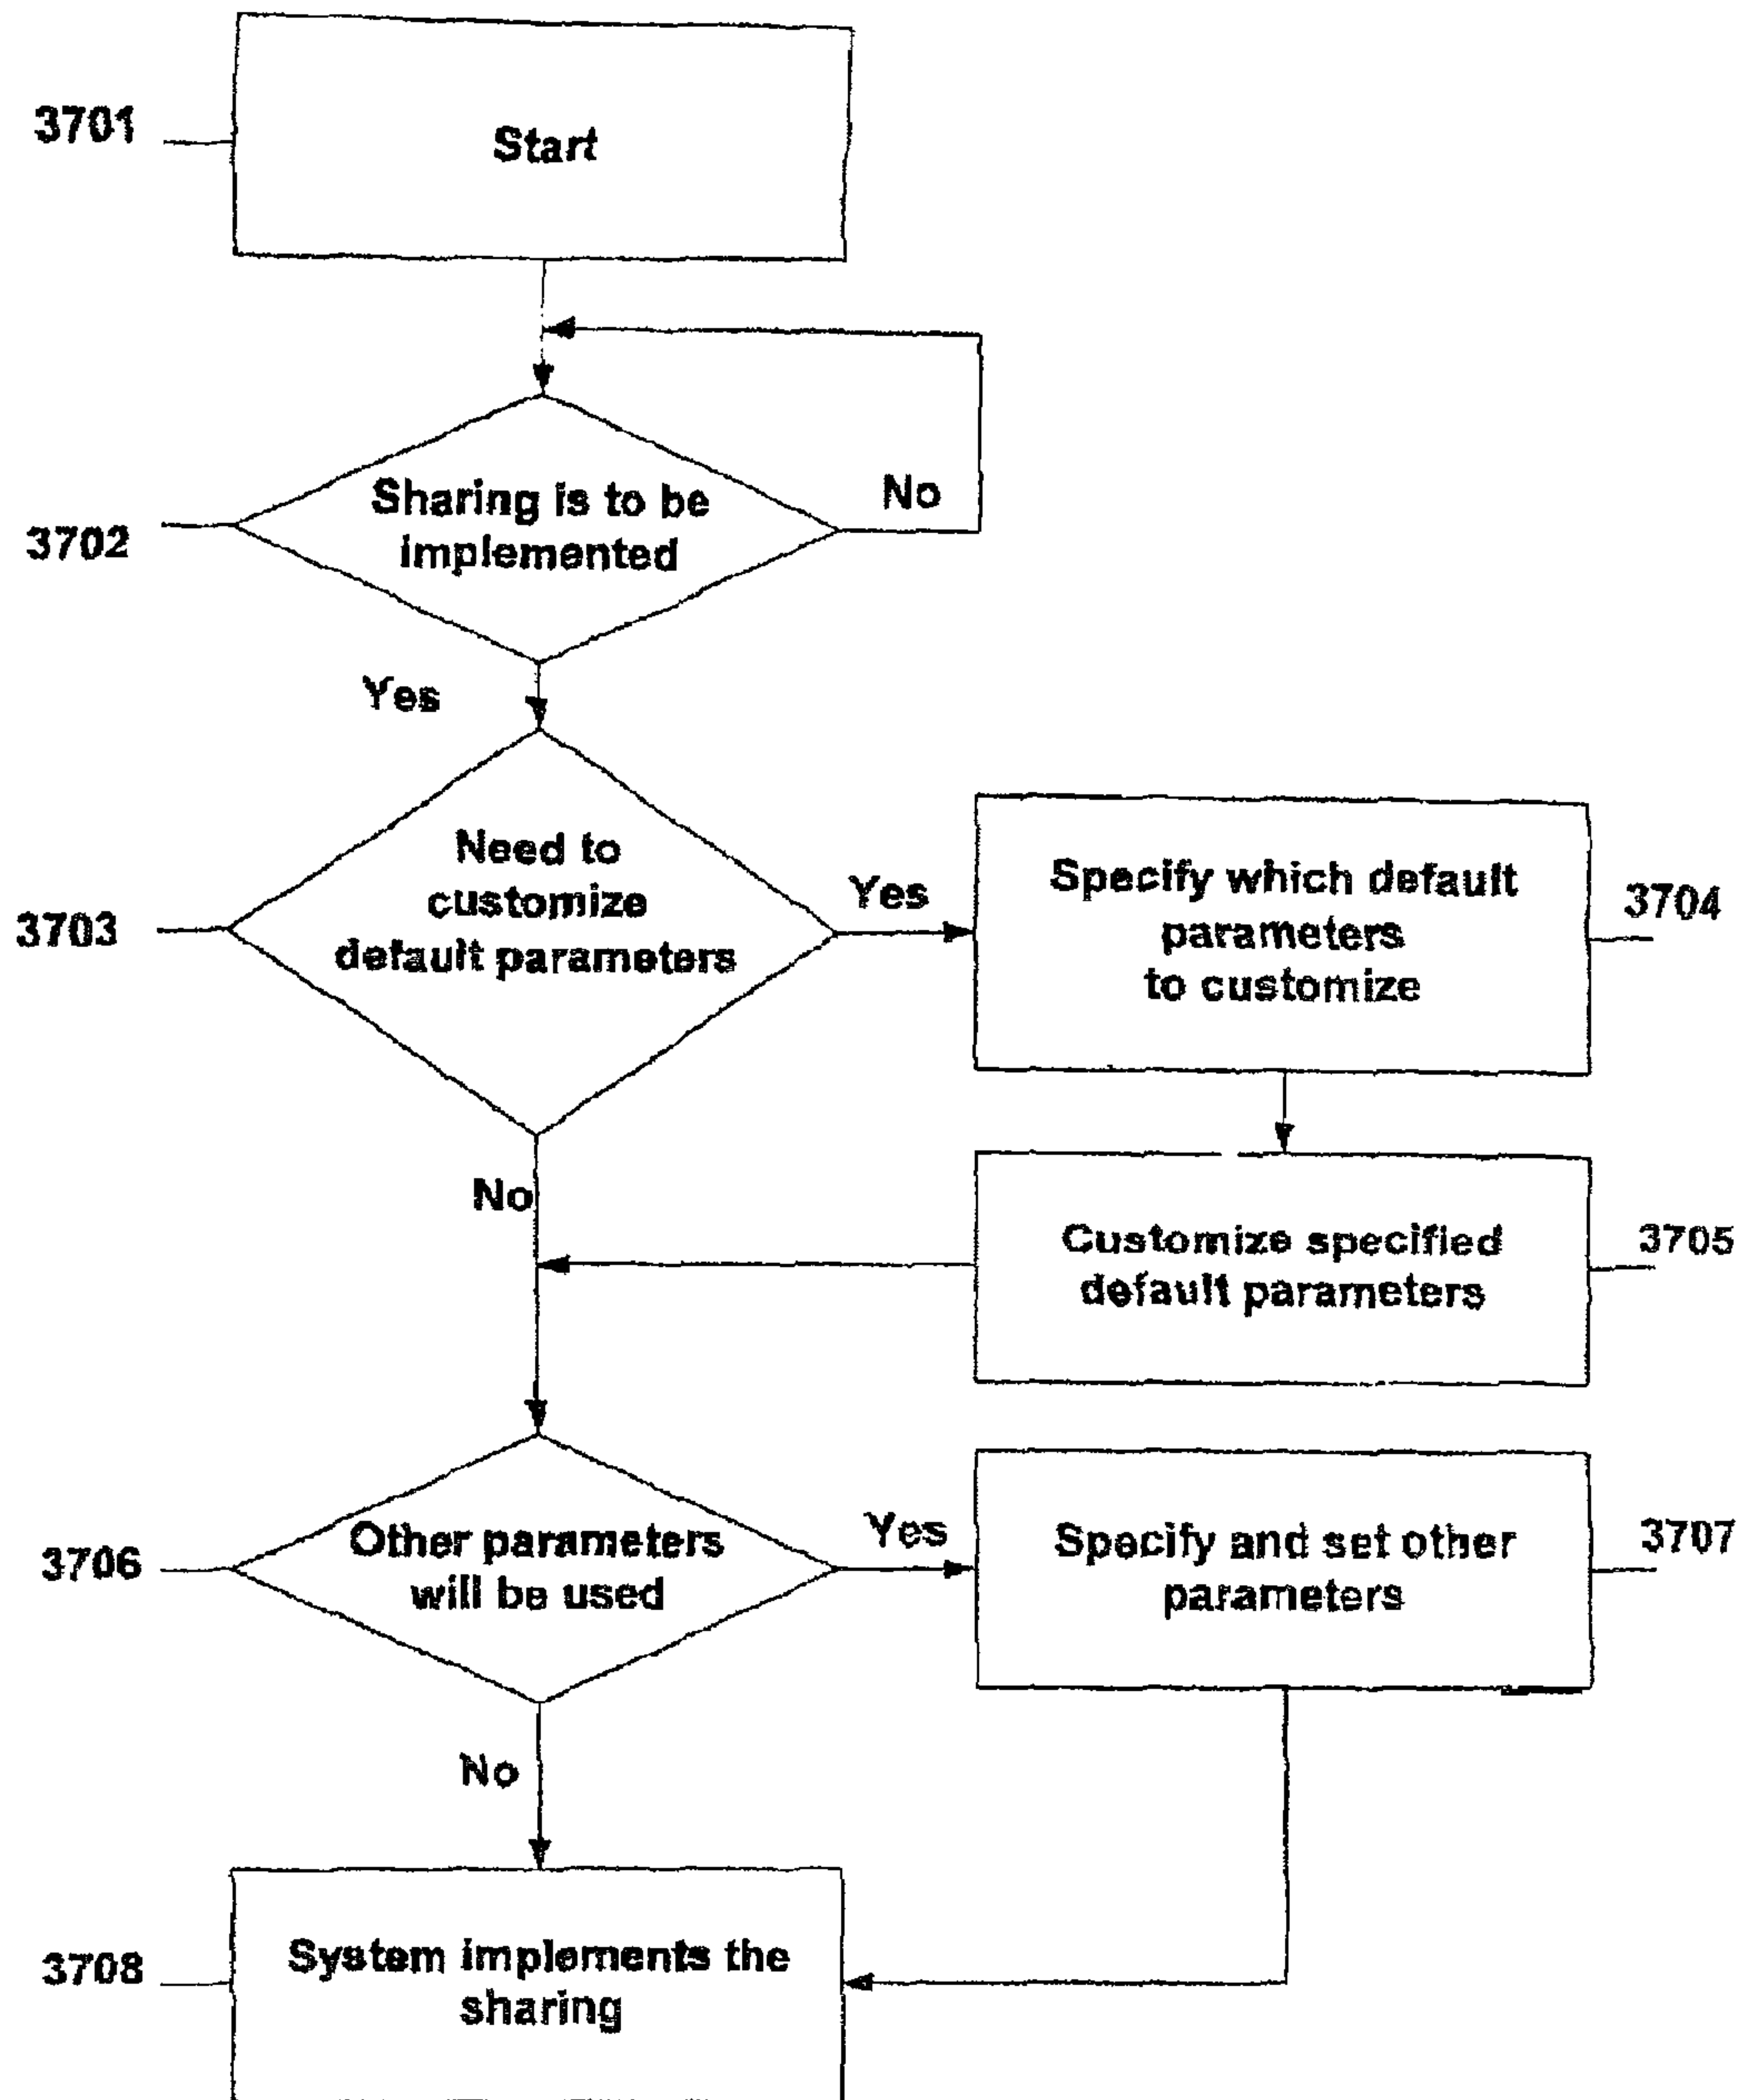 3701
Start
3702
Sharing is to be
implemented
No
Yes
3703
Need to
customize
default parameters
Yes
Specify which default
parameters
to customize
3704
No
Customize specified
default parameters
3705
3706
Other parameters
will be used
Yes
Specify and set other
parameters
3707
No
3708
System implements the
sharing